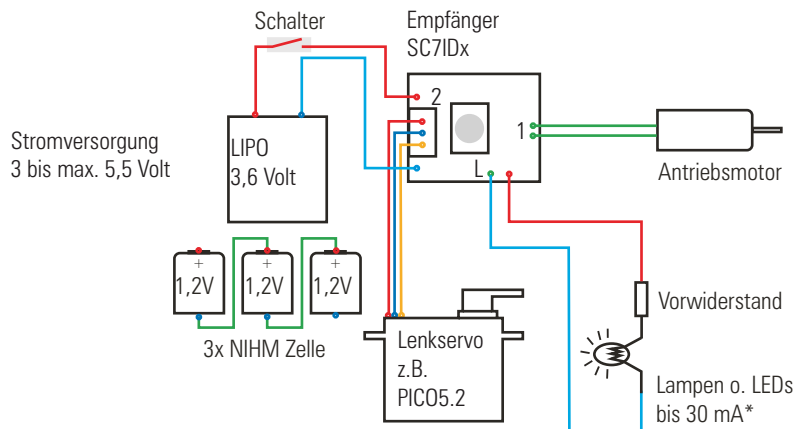 Schalter
Empfänger
SC7IDx
2
1
L
Stromversorgung
3 bis max. 5,5 Volt
LIPO
3,6 Volt
Antriebsmotor
+
1,2V
+
1,2V
+
1,2V
3x NIHM Zelle
Lenkservo
z.B.
PICO5.2
Vorwiderstand
Lampen o. LEDs
bis 30 mA*